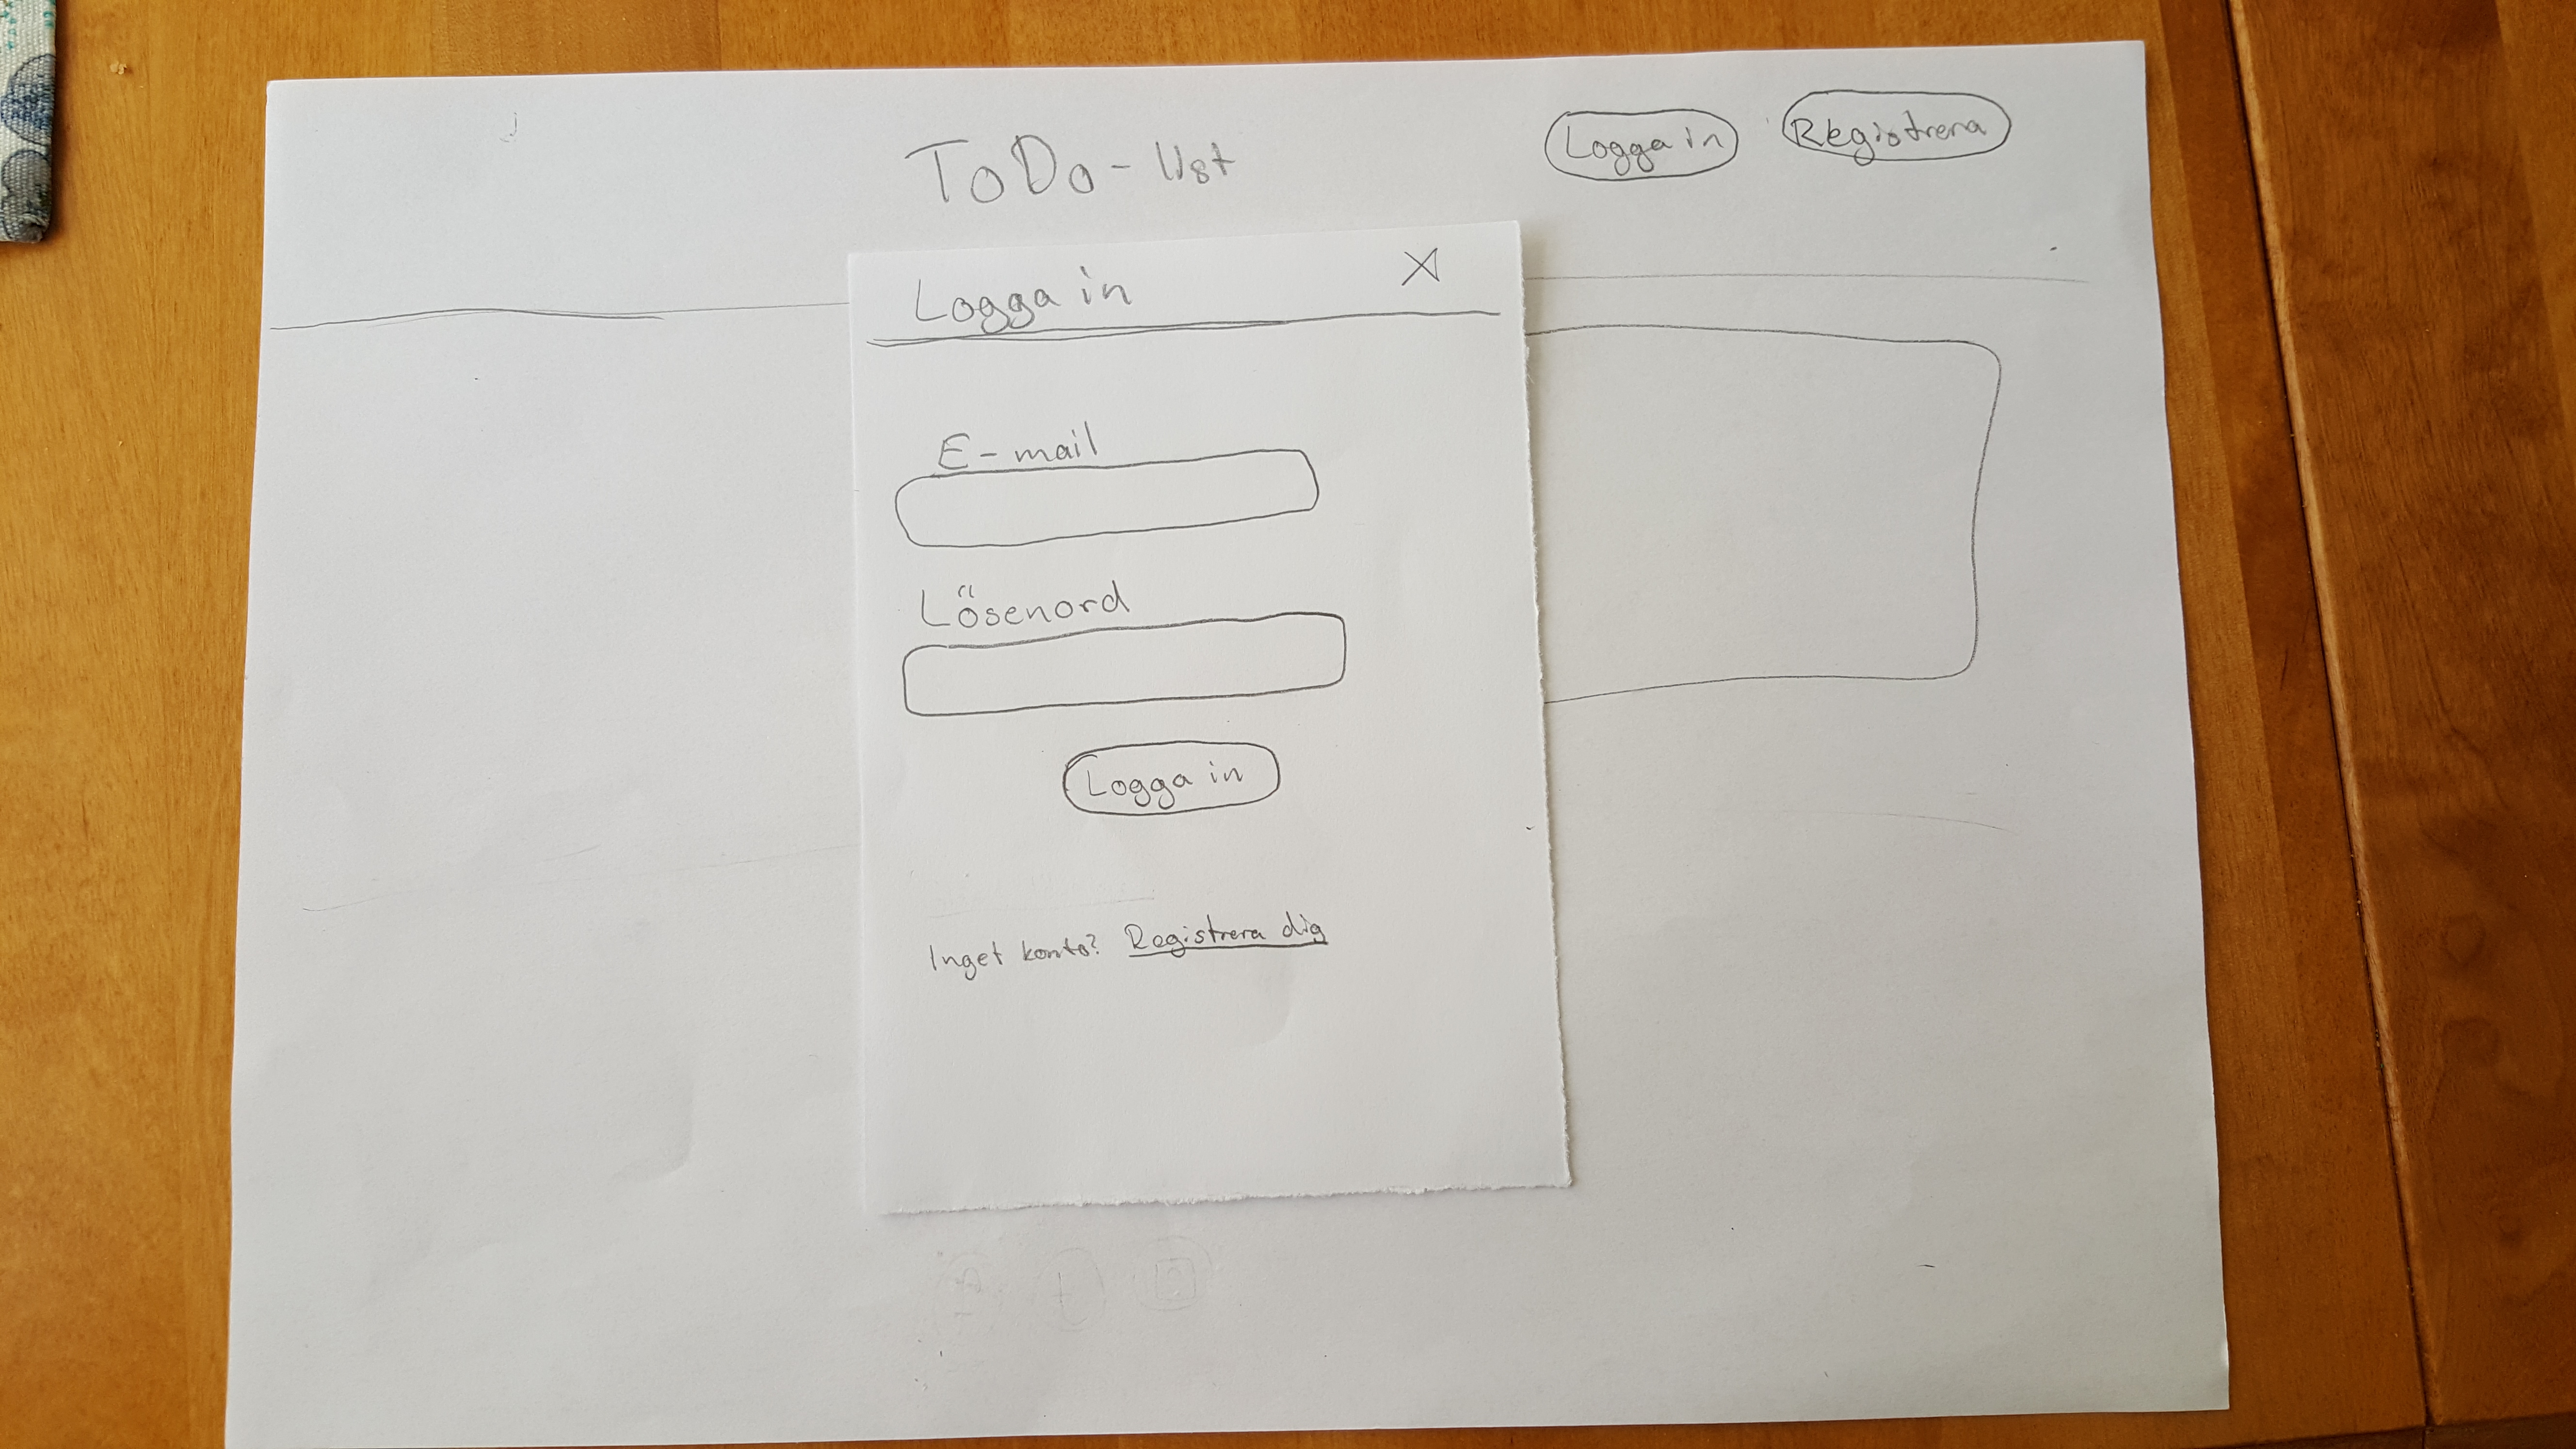 ToDo - list
Logga in
Registrera
Logga in X
E-mail
Lösenord
Logga in
Inget konto? Registrera dig